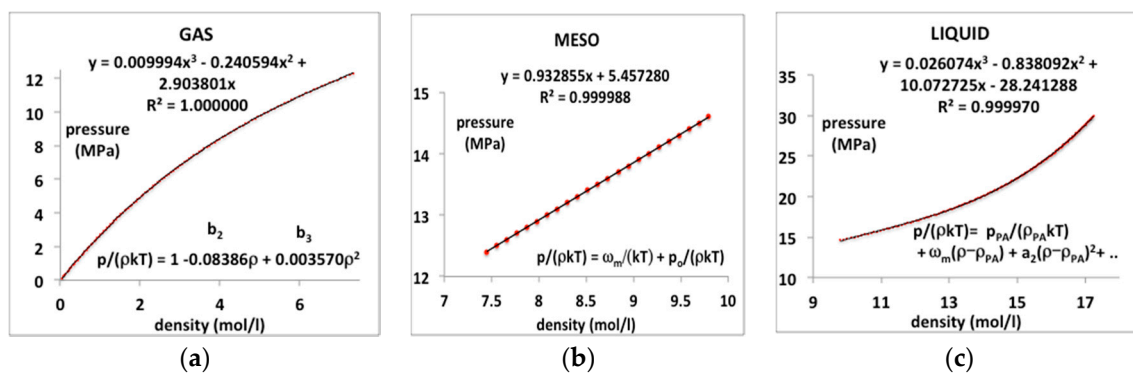 GAS
y = 0.009994x³ - 0.240594x² +
2.903801x
R² = 1.000000
pressure
(MPa)
12
10
8
6
4
2
0
b₂ b₃
p/(ρkT) = 1 -0.08386ρ + 0.003570ρ²
0 2 4 6
density (mol/l)
(a)
MESO
y = 0.932855x + 5.457280
R² = 0.999988
pressure
(MPa)
15
14
13
12
p/(ρkT) = ωₘ/(kT) + pₒ/(ρkT)
7 7.5 8 8.5 9 9.5 10
density (mol/l)
(b)
LIQUID
y = 0.026074x³ - 0.838092x² +
10.072725x - 28.241288
R² = 0.999970
pressure
(MPa)
35
30
25
20
15
10
p/(ρkT)= p_PA/(ρ_PAkT)
+ ωₘ(ρ−ρ_PA) + a₂(ρ−ρ_PA)²+ ..
9 11 13 15 17
density (mol/l)
(c)